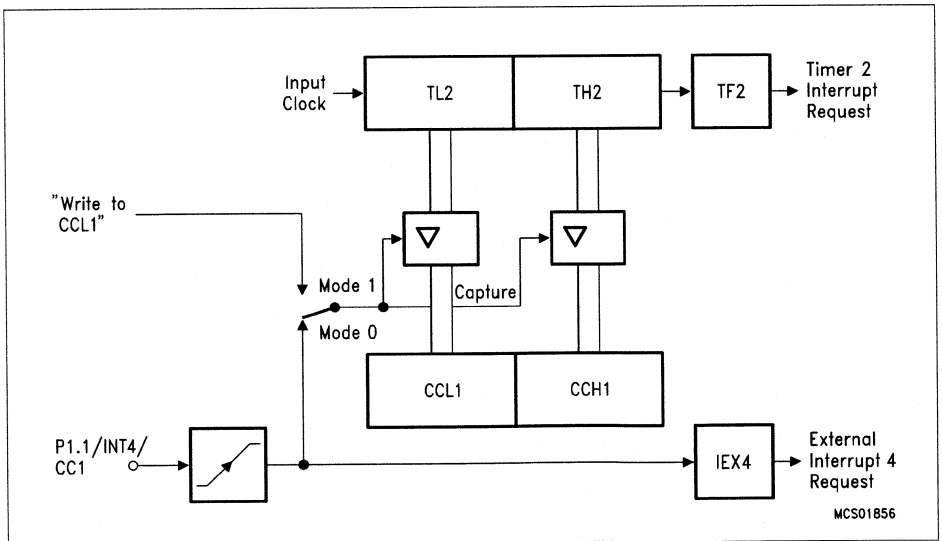 Input
Clock
TL2
TH2
TF2
Timer 2
Interrupt
Request
"Write to
CCL1"
Mode 1
Capture
Mode 0
CCL1
CCH1
P1.1/INT4/
CC1
IEX4
External
Interrupt 4
Request
MCS01856